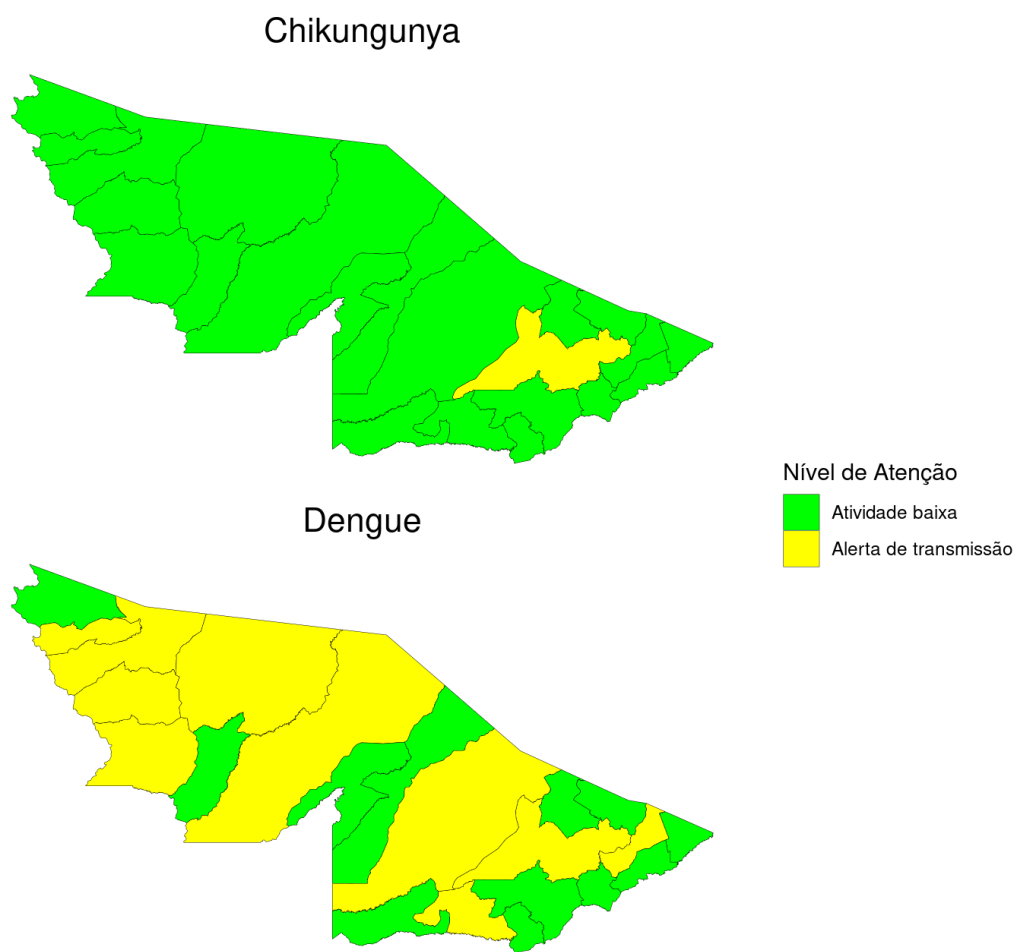 Chikungunya
Dengue
Nível de Atenção
Atividade baixa
Alerta de transmissão